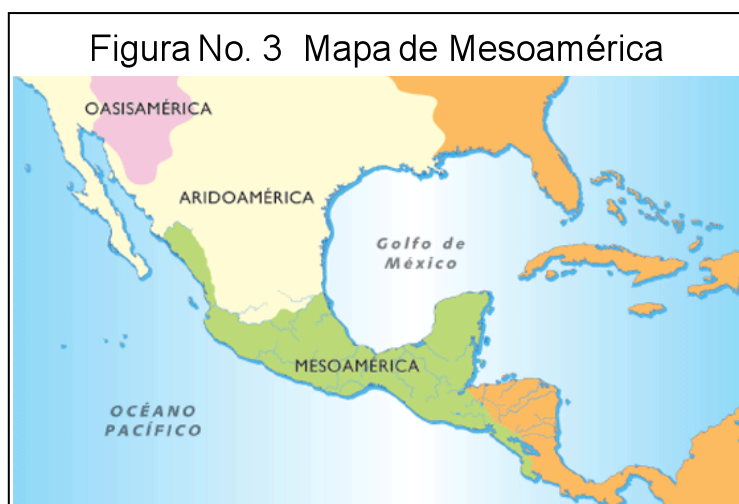 Figura No. 3 Mapa de Mesoamérica
OASISAMÉRICA
ARIDOAMÉRICA
Golfo de
México
MESOAMÉRICA
OCÉANO
PACÍFICO